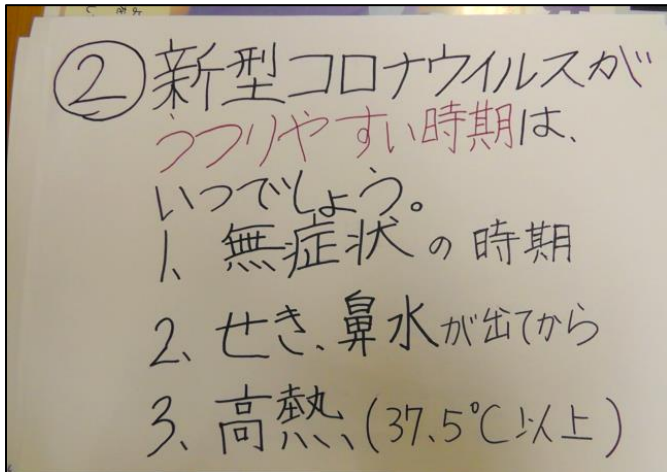 ②新型コロナウイルスが
うつりやすい時期は、
いつでしょう。
1、無症状の時期
2、せき、鼻水が出てから
3、高熱、(37.5℃以上)